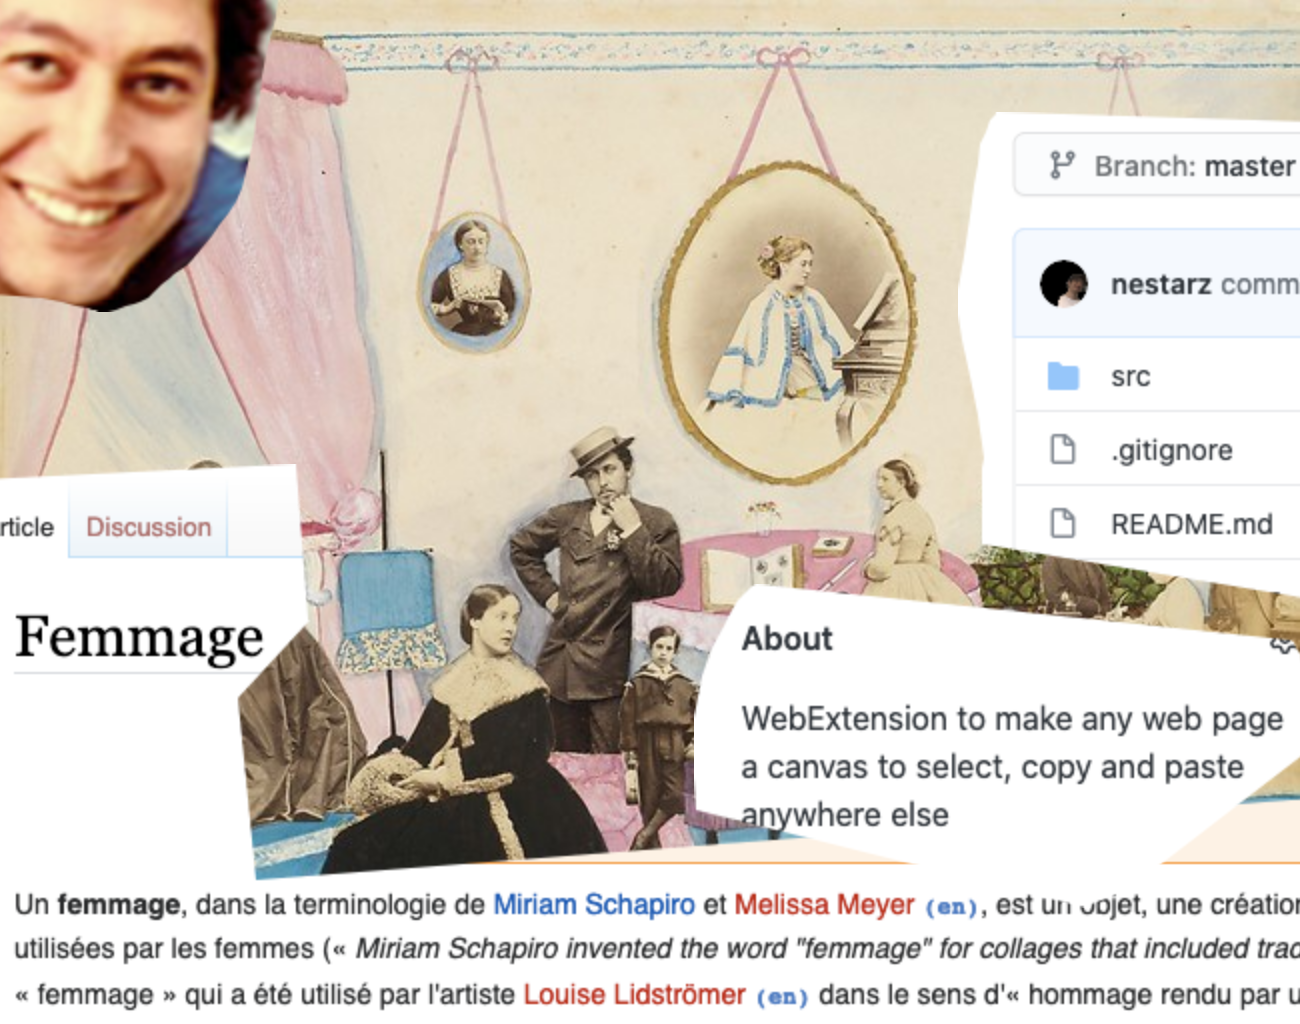 Branch: master
nestarz comm
src
.gitignore
README.md
rticle Discussion
Femmage
About
WebExtension to make any web page
a canvas to select, copy and paste
anywhere else
Un femmage, dans la terminologie de Miriam Schapiro et Melissa Meyer (en), est un objet, une création
utilisées par les femmes (« Miriam Schapiro invented the word "femmage" for collages that included trad
« femmage » qui a été utilisé par l'artiste Louise Lidströmer (en) dans le sens d'« hommage rendu par u